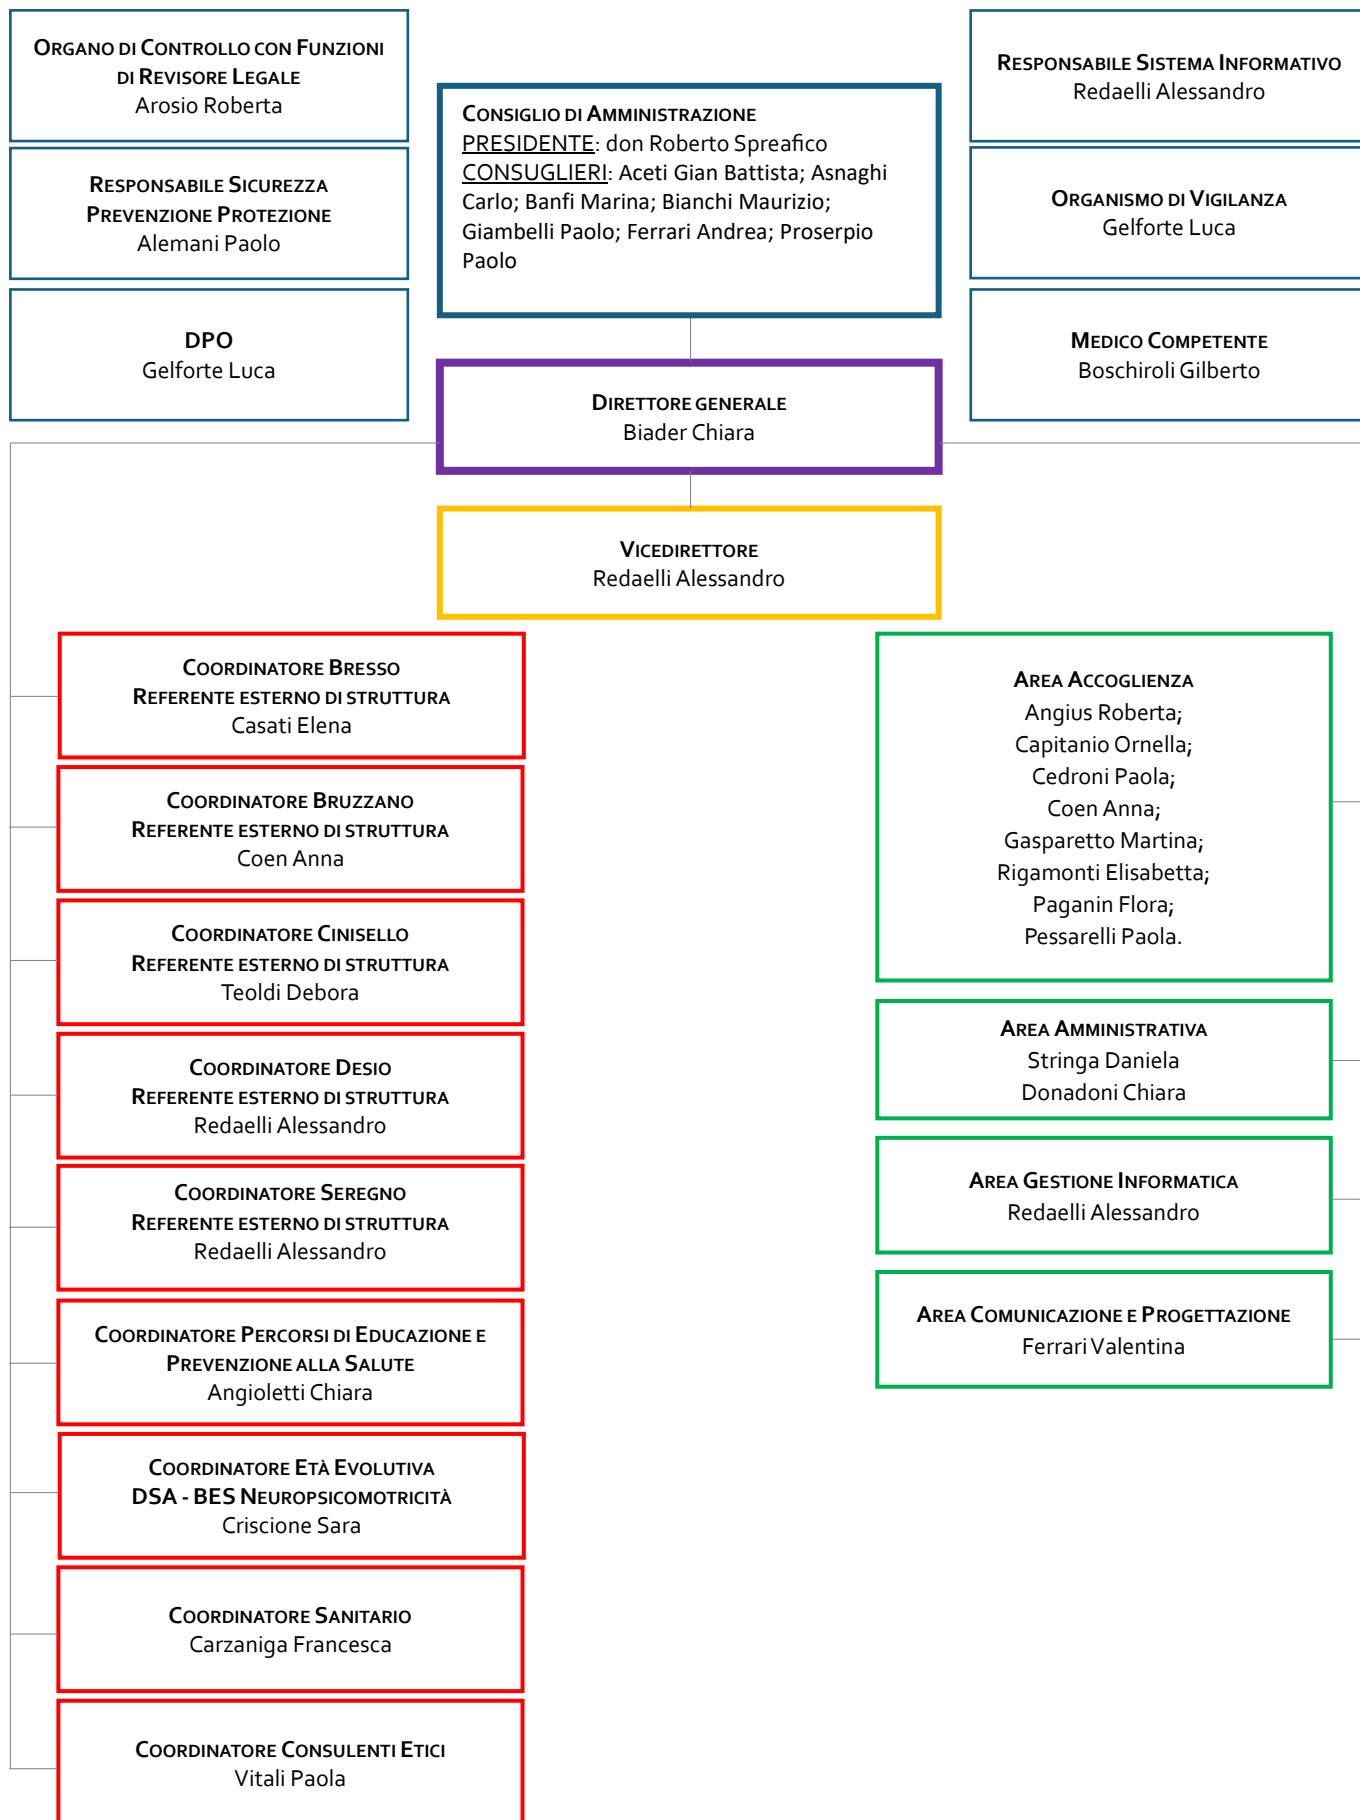 Organo di Controllo con Funzioni
di Revisore Legale
Arosio Roberta
Responsabile Sicurezza
Prevenzione Protezione
Alemani Paolo
DPO
Gelforte Luca
Consiglio di Amministrazione
PRESIDENTE: don Roberto Spreafico
CONSUGLIERI: Aceti Gian Battista; Asnaghi
Carlo; Banfi Marina; Bianchi Maurizio;
Giambelli Paolo; Ferrari Andrea; Proserpio
Paolo
Responsabile Sistema Informativo
Redaelli Alessandro
Organismo di Vigilanza
Gelforte Luca
Medico Competente
Boschiroli Gilberto
Direttore generale
Biader Chiara
Vicedirettore
Redaelli Alessandro
Coordinatore Bresso
Referente esterno di struttura
Casati Elena
Coordinatore Bruzzano
Referente esterno di struttura
Coen Anna
Coordinatore Cinisello
Referente esterno di struttura
Teoldi Debora
Coordinatore Desio
Referente esterno di struttura
Redaelli Alessandro
Coordinatore Seregno
Referente esterno di struttura
Redaelli Alessandro
Coordinatore Percorsi di Educazione e
Prevenzione alla Salute
Angioletti Chiara
Coordinatore Età Evolutiva
DSA - BES Neuropsicomotricità
Criscione Sara
Coordinatore Sanitario
Carzaniga Francesca
Coordinatore Consulenti Etici
Vitali Paola
Area Accoglienza
Angius Roberta;
Capitanio Ornella;
Cedroni Paola;
Coen Anna;
Gasparetto Martina;
Rigamonti Elisabetta;
Paganin Flora;
Pessarelli Paola.
Area Amministrativa
Stringa Daniela
Donadoni Chiara
Area Gestione Informatica
Redaelli Alessandro
Area Comunicazione e Progettazione
Ferrari Valentina